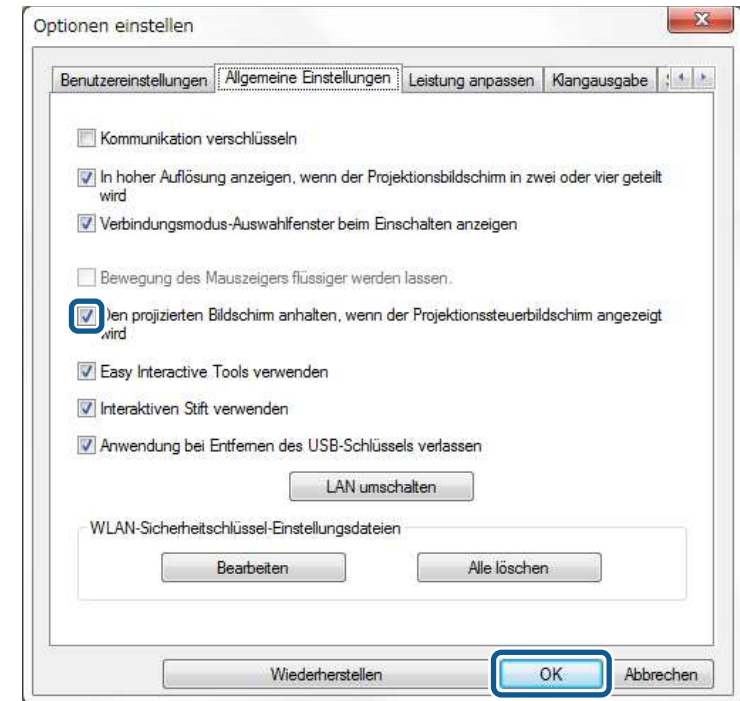 Optionen einstellen
Benutzereinstellungen Allgemeine Einstellungen Leistung anpassen Klangausgabe
Kommunikation verschlüsseln
In hoher Auflösung anzeigen, wenn der Projektionsbildschirm in zwei oder vier geteilt
wird
Verbindungsmodus-Auswahlfenster beim Einschalten anzeigen
Bewegung des Mauszeigers flüssiger werden lassen.
Den projizierten Bildschirm anhalten, wenn der Projektionssteuerbildschirm angezeigt
wird
Easy Interactive Tools verwenden
Interaktiven Stift verwenden
Anwendung bei Entfernen des USB-Schlüssels verlassen
LAN umschalten
WLAN-Sicherheitschlüssel-Einstellungsdateien
Bearbeiten Alle löschen
Wiederherstellen OK Abbrechen